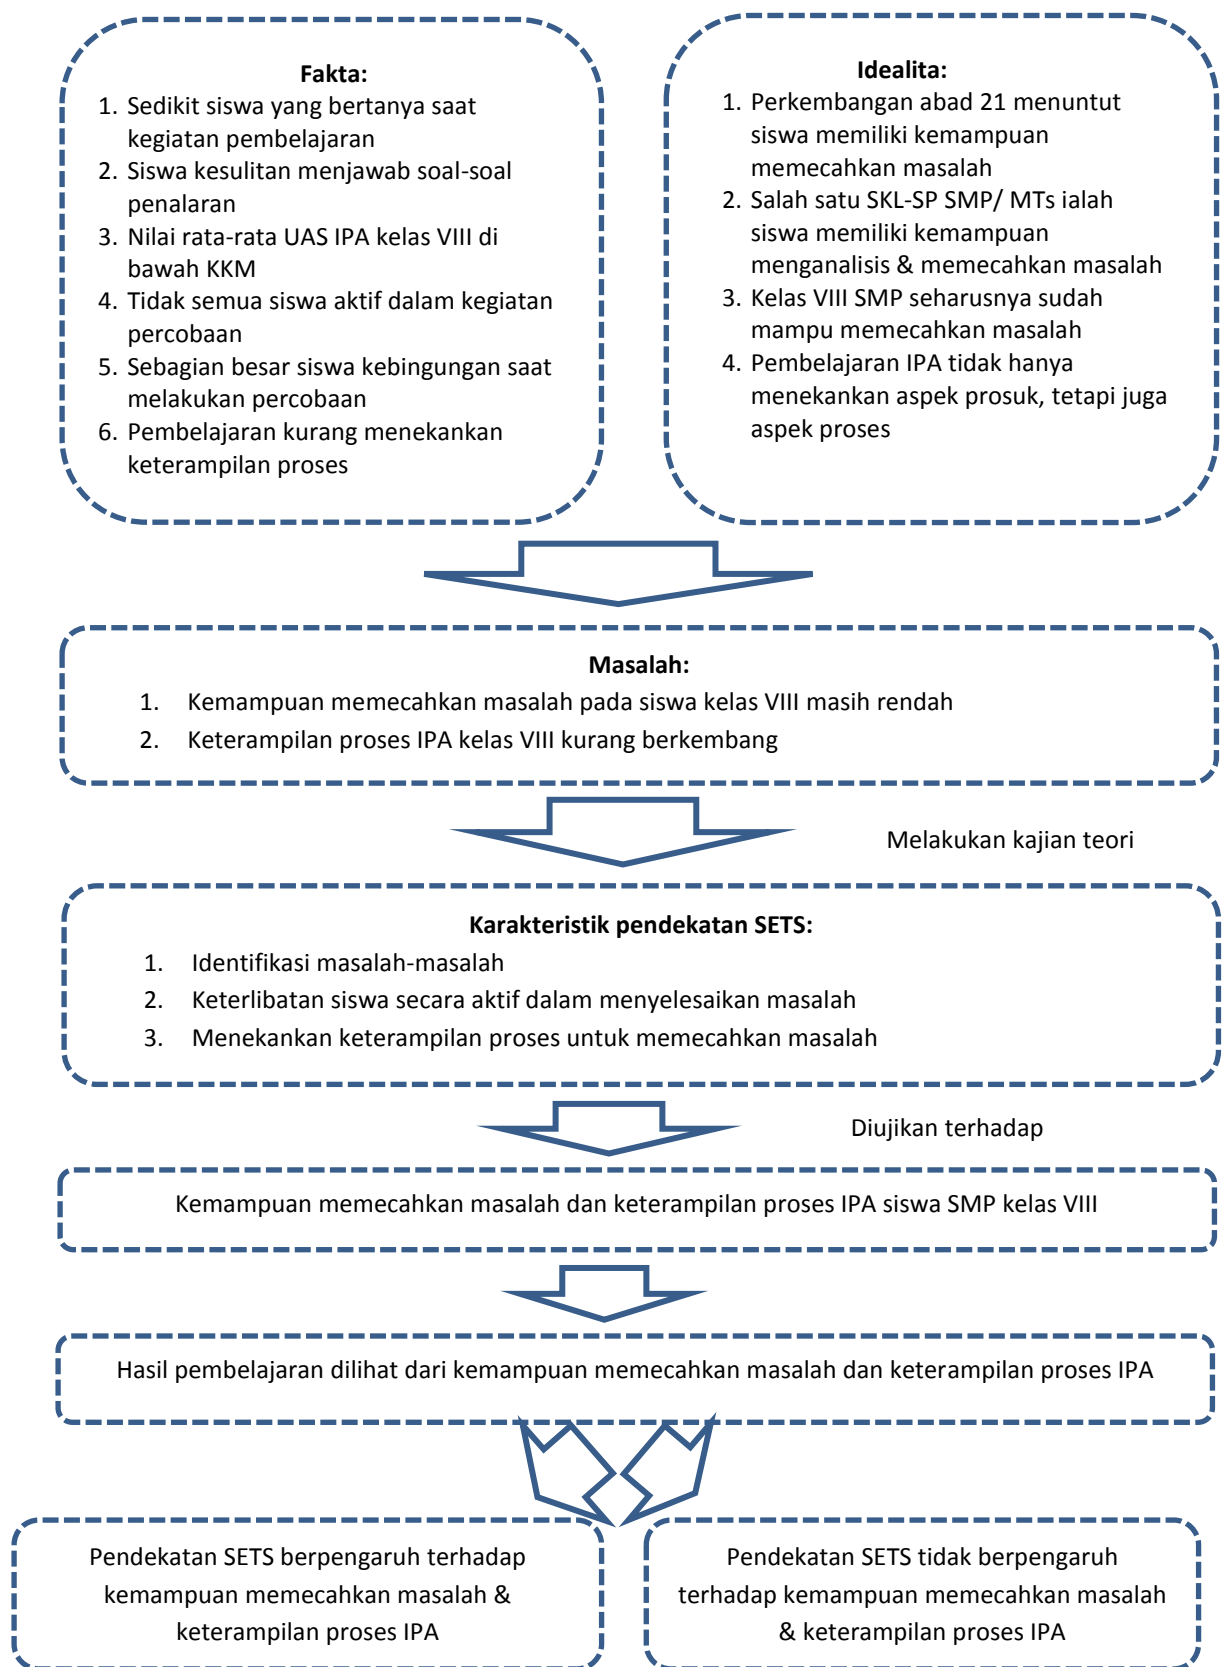 Fakta:
1. Sedikit siswa yang bertanya saat
kegiatan pembelajaran
2. Siswa kesulitan menjawab soal-soal
penalaran
3. Nilai rata-rata UAS IPA kelas VIII di
bawah KKM
4. Tidak semua siswa aktif dalam kegiatan
percobaan
5. Sebagian besar siswa kebingungan saat
melakukan percobaan
6. Pembelajaran kurang menekankan
keterampilan proses
Idealita:
1. Perkembangan abad 21 menuntut
siswa memiliki kemampuan
memecahkan masalah
2. Salah satu SKL-SP SMP/ MTs ialah
siswa memiliki kemampuan
menganalisis & memecahkan masalah
3. Kelas VIII SMP seharusnya sudah
mampu memecahkan masalah
4. Pembelajaran IPA tidak hanya
menekankan aspek prosuk, tetapi juga
aspek proses
Masalah:
1. Kemampuan memecahkan masalah pada siswa kelas VIII masih rendah
2. Keterampilan proses IPA kelas VIII kurang berkembang
Melakukan kajian teori
Karakteristik pendekatan SETS:
1. Identifikasi masalah-masalah
2. Keterlibatan siswa secara aktif dalam menyelesaikan masalah
3. Menekankan keterampilan proses untuk memecahkan masalah
Diujikan terhadap
Kemampuan memecahkan masalah dan keterampilan proses IPA siswa SMP kelas VIII
Hasil pembelajaran dilihat dari kemampuan memecahkan masalah dan keterampilan proses IPA
Pendekatan SETS berpengaruh terhadap
kemampuan memecahkan masalah &
keterampilan proses IPA
Pendekatan SETS tidak berpengaruh
terhadap kemampuan memecahkan masalah
& keterampilan proses IPA